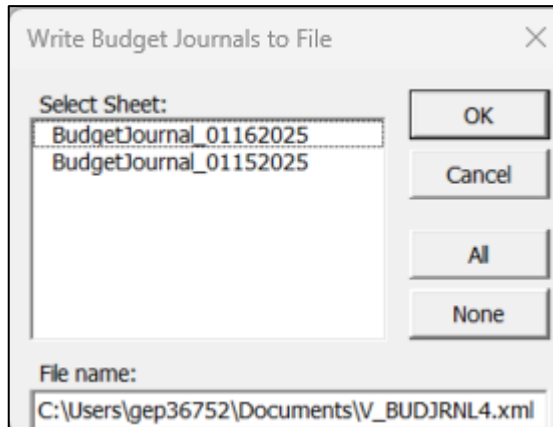 Write Budget Journals to File
Select Sheet:
BudgetJournal_01162025
BudgetJournal_01152025
OK
Cancel
All
None
File name:
C:\Users\gep36752\Documents\V_BUDJRNL4.xml